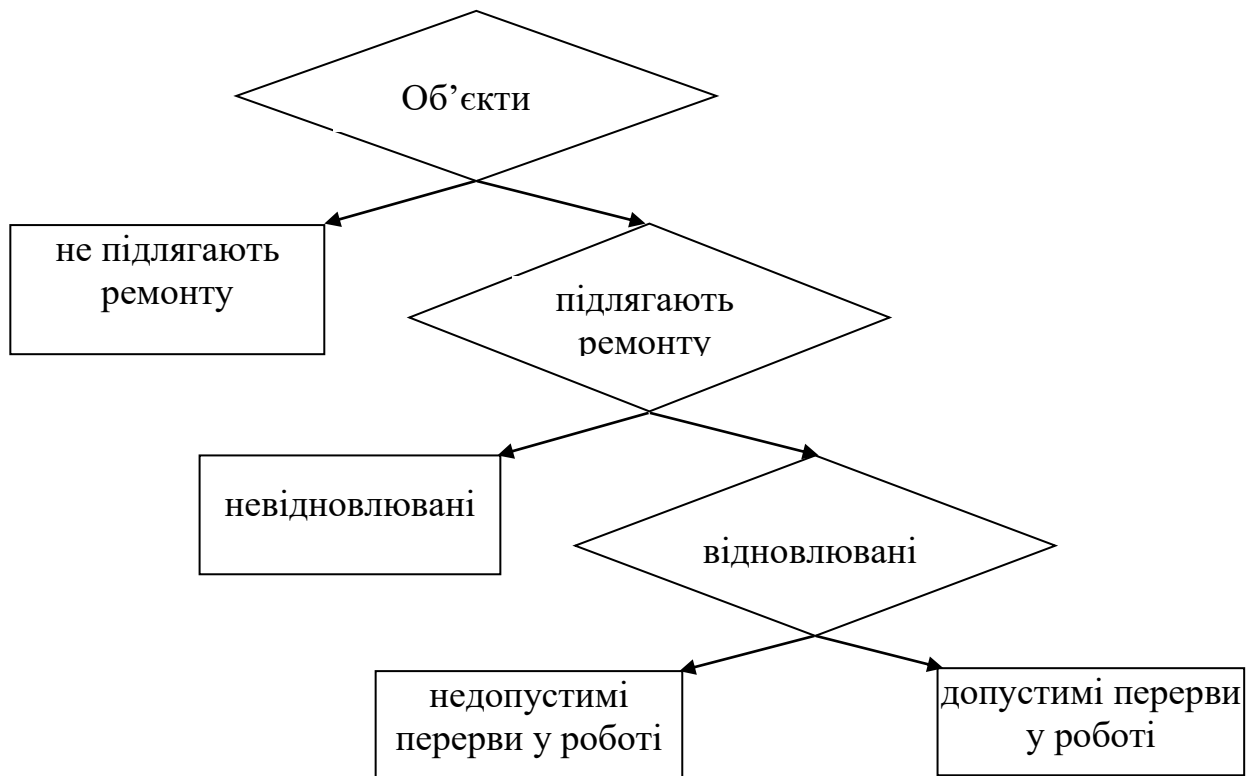 Об’єкти
не підлягають
ремонту
підлягають
ремонту
невідновлювані
відновлювані
недопустимі
перерви у роботі
допустимі перерви
у роботі